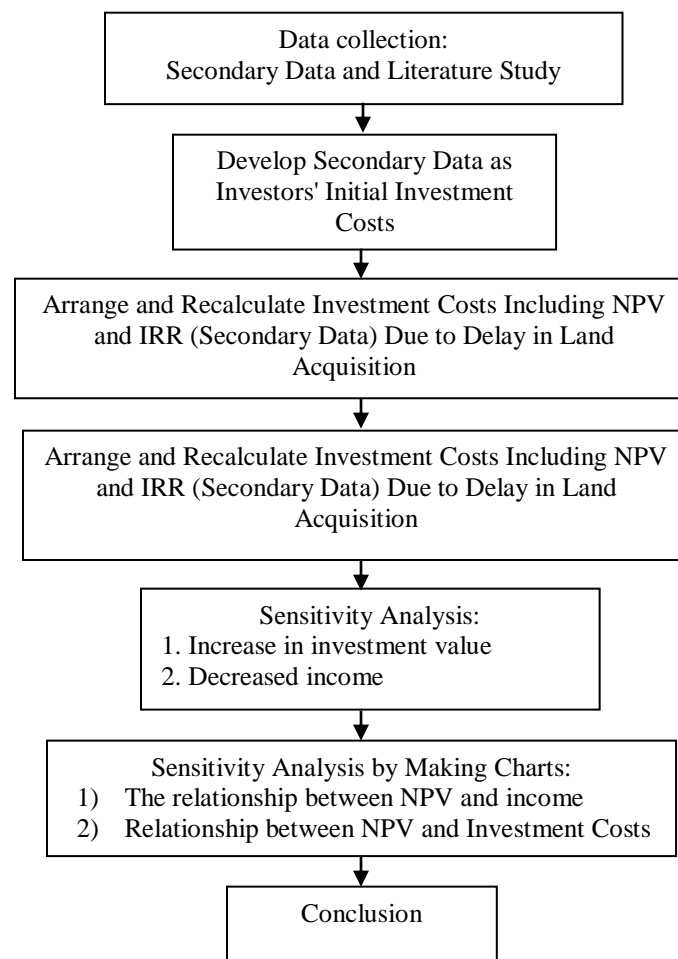 Data collection:
Secondary Data and Literature Study
Develop Secondary Data as
Investors' Initial Investment
Costs
Arrange and Recalculate Investment Costs Including NPV
and IRR (Secondary Data) Due to Delay in Land
Acquisition
Arrange and Recalculate Investment Costs Including NPV
and IRR (Secondary Data) Due to Delay in Land
Acquisition
Sensitivity Analysis:
1. Increase in investment value
2. Decreased income
Sensitivity Analysis by Making Charts:
1) The relationship between NPV and income
2) Relationship between NPV and Investment Costs
Conclusion